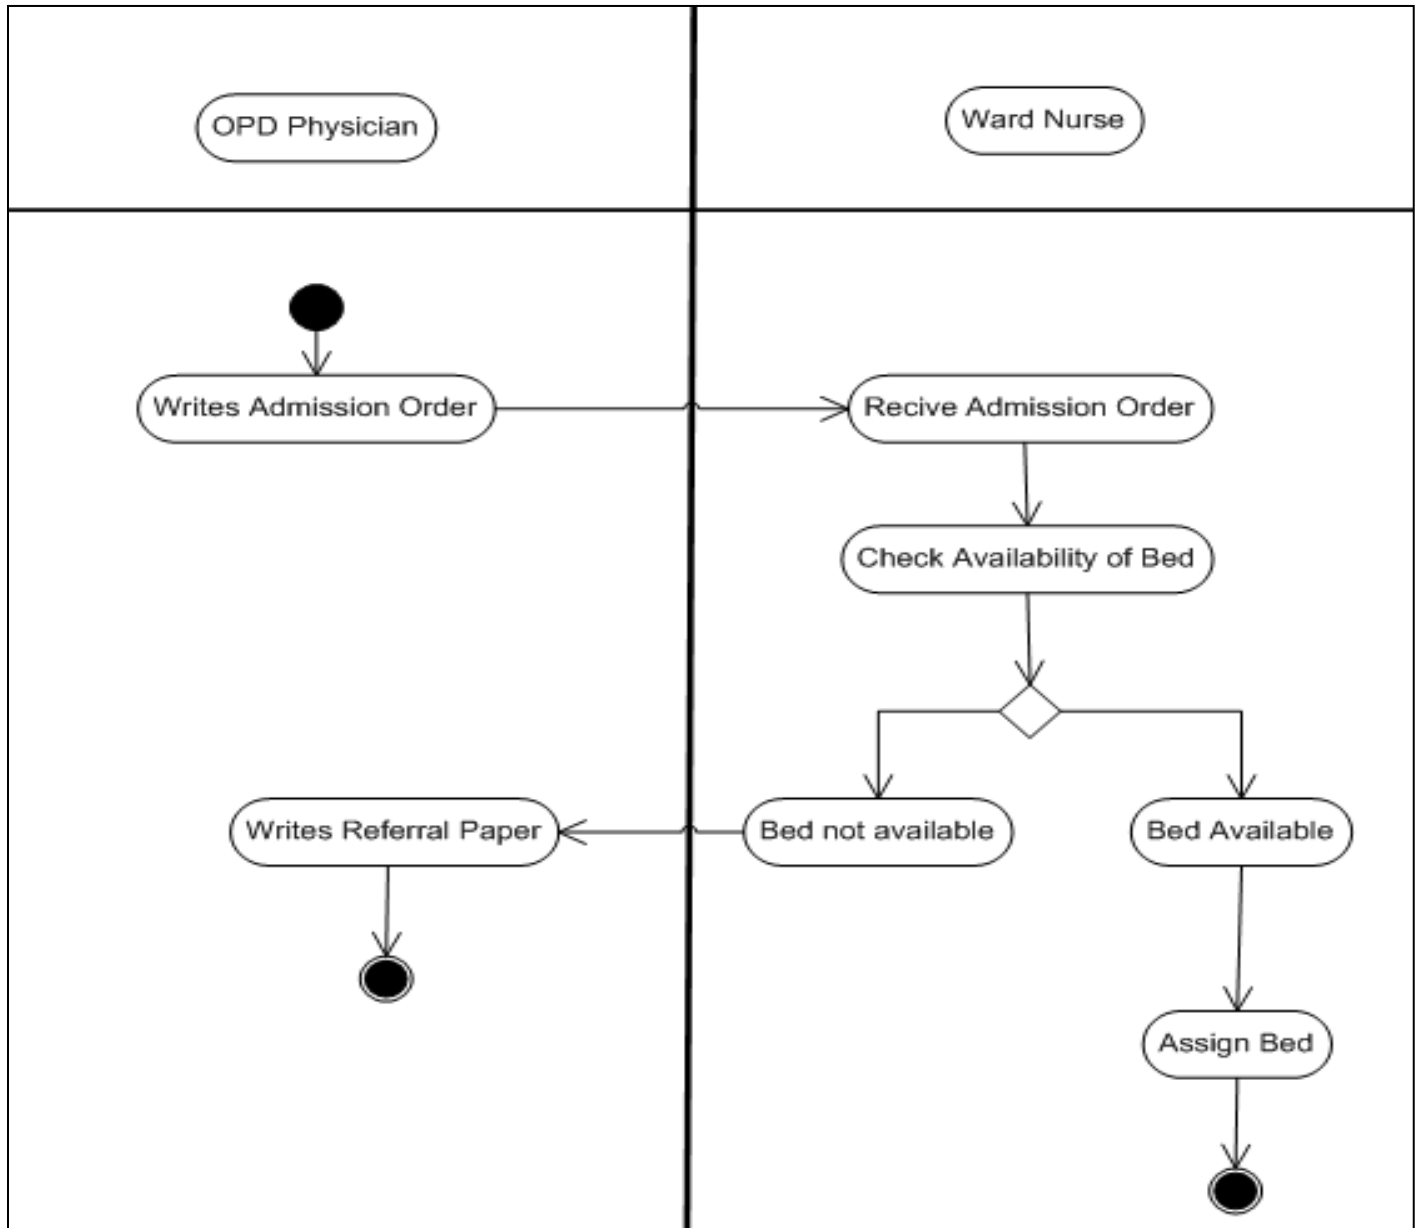 OPD Physician
Ward Nurse
Writes Admission Order
Recive Admission Order
Check Availability of Bed
Writes Referral Paper
Bed not available
Bed Available
Assign Bed